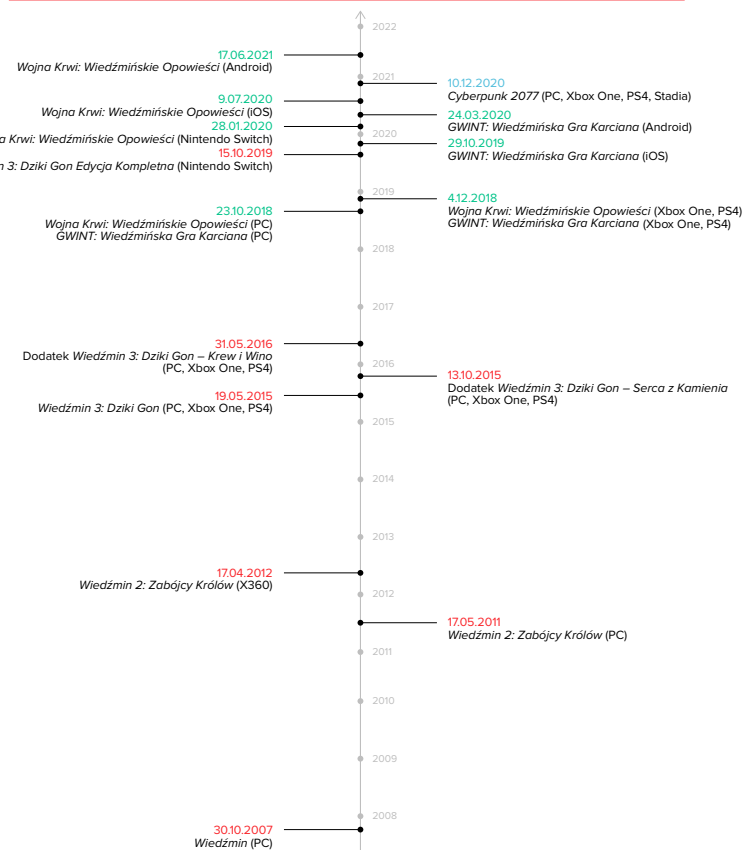 2022
17.06.2021
Wojna Krwi: Wiedźmińskie Opowieści (Android)
2021
10.12.2020
Cyberpunk 2077 (PC, Xbox One, PS4, Stadia)
9.07.2020
Wojna Krwi: Wiedźmińskie Opowieści (iOS)
24.03.2020
GWINT: Wiedźmińska Gra Karciana (Android)
28.01.2020
a Krwi: Wiedźmińskie Opowieści (Nintendo Switch)
2020
29.10.2019
GWINT: Wiedźmińska Gra Karciana (iOS)
15.10.2019
n 3: Dziki Gon Edycja Kompletna (Nintendo Switch)
2019
4.12.2018
Wojna Krwi: Wiedźmińskie Opowieści (Xbox One, PS4)
GWINT: Wiedźmińska Gra Karciana (Xbox One, PS4)
23.10.2018
Wojna Krwi: Wiedźmińskie Opowieści (PC)
GWINT: Wiedźmińska Gra Karciana (PC)
2018
2017
31.05.2016
Dodatek Wiedźmin 3: Dziki Gon – Krew i Wino
(PC, Xbox One, PS4)
2016
13.10.2015
Dodatek Wiedźmin 3: Dziki Gon – Serca z Kamienia
(PC, Xbox One, PS4)
19.05.2015
Wiedźmin 3: Dziki Gon (PC, Xbox One, PS4)
2015
2014
2013
17.04.2012
Wiedźmin 2: Zabójcy Królów (X360)
2012
17.05.2011
Wiedźmin 2: Zabójcy Królów (PC)
2011
2010
2009
2008
30.10.2007
Wiedźmin (PC)